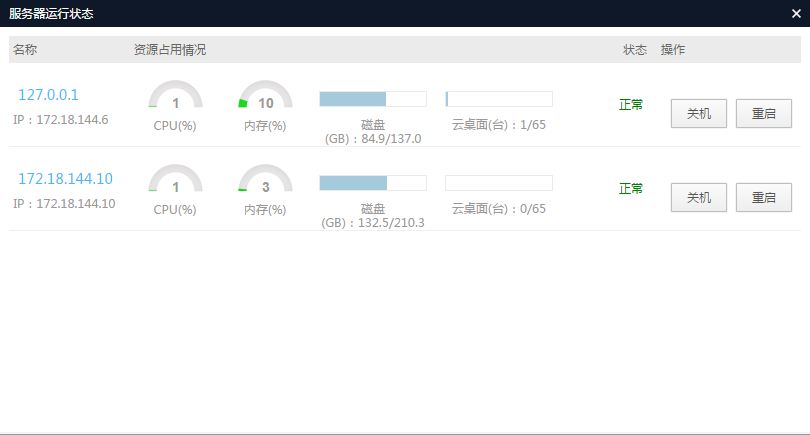 服务器运行状态
名称 资源占用情况 状态 操作
127.0.0.1
IP：172.18.144.6
1
CPU(%)
10
内存(%)
磁盘
(GB)：84.9/137.0
云桌面(台)：1/65
正常
关机
重启
172.18.144.10
IP：172.18.144.10
1
CPU(%)
3
内存(%)
磁盘
(GB)：132.5/210.3
云桌面(台)：0/65
正常
关机
重启